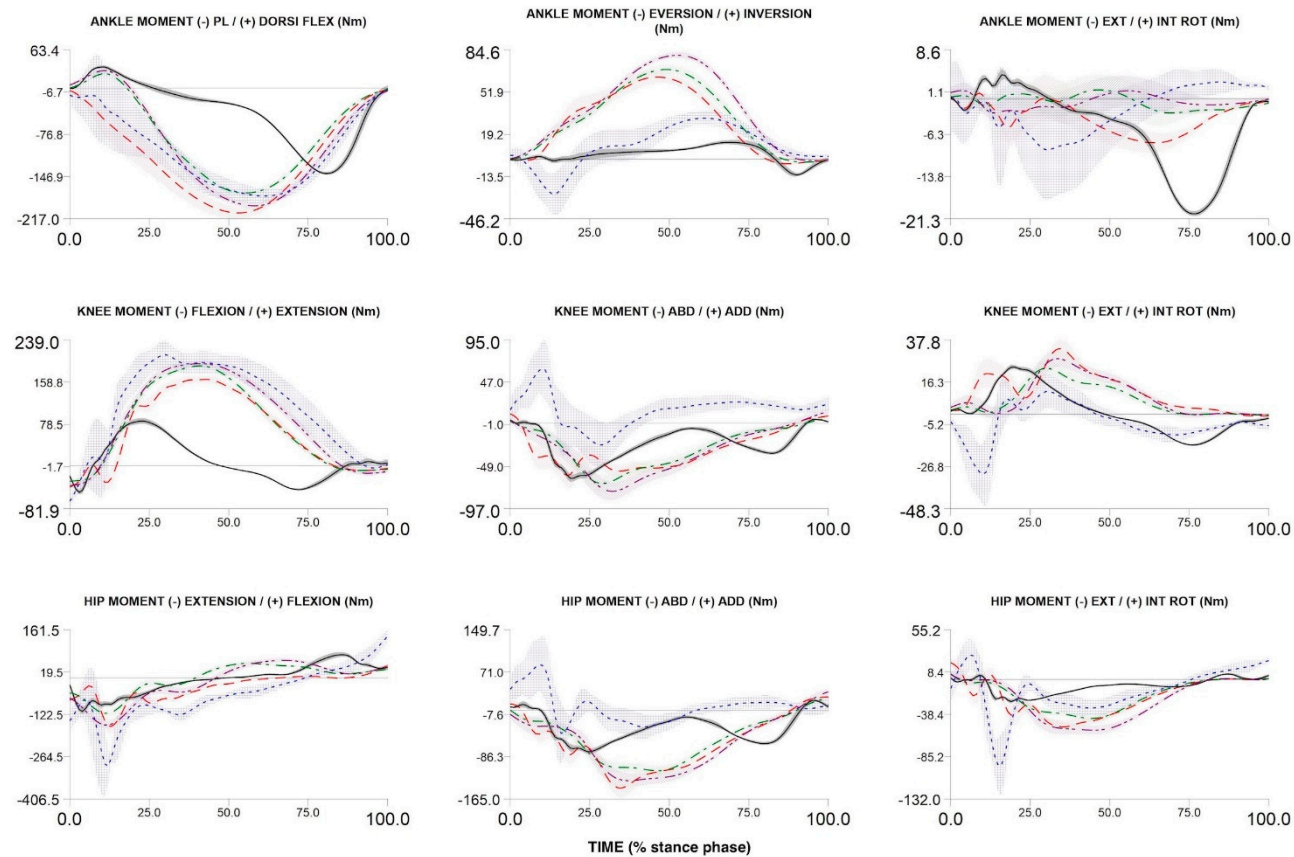 ANKLE MOMENT (-) PL / (+) DORSI FLEX (Nm)
63.4
-6.7
-76.8
-146.9
-217.0
0.0 25.0 50.0 75.0 100.0
ANKLE MOMENT (-) EVERSION / (+) INVERSION
(Nm)
84.6
51.9
19.2
-13.5
-46.2
0.0 25.0 50.0 75.0 100.0
ANKLE MOMENT (-) EXT / (+) INT ROT (Nm)
8.6
1.1
-6.3
-13.8
-21.3
0.0 25.0 50.0 75.0 100.0
KNEE MOMENT (-) FLEXION / (+) EXTENSION (Nm)
239.0
158.8
78.5
-1.7
-81.9
0.0 25.0 50.0 75.0 100.0
KNEE MOMENT (-) ABD / (+) ADD (Nm)
95.0
47.0
-1.0
-49.0
-97.0
0.0 25.0 50.0 75.0 100.0
KNEE MOMENT (-) EXT / (+) INT ROT (Nm)
37.8
16.3
-5.2
-26.8
-48.3
0.0 25.0 50.0 75.0 100.0
HIP MOMENT (-) EXTENSION / (+) FLEXION (Nm)
161.5
19.5
-122.5
-264.5
-406.5
0.0 25.0 50.0 75.0 100.0
HIP MOMENT (-) ABD / (+) ADD (Nm)
149.7
71.0
-7.6
-86.3
-165.0
0.0 25.0 50.0 75.0 100.0
HIP MOMENT (-) EXT / (+) INT ROT (Nm)
55.2
8.4
-38.4
-85.2
-132.0
0.0 25.0 50.0 75.0 100.0
TIME (% stance phase)